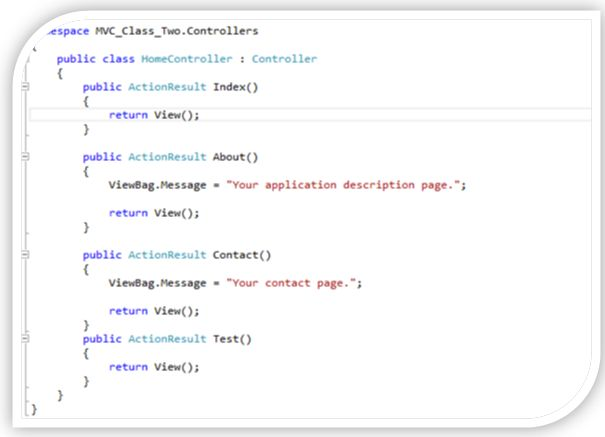 espace MVC_Class_Two.Controllers
{
public class HomeController : Controller
{
public ActionResult Index()
{
return View();
}
public ActionResult About()
{
ViewBag.Message = "Your application description page.";
return View();
}
public ActionResult Contact()
{
ViewBag.Message = "Your contact page.";
return View();
}
public ActionResult Test()
{
return View();
}
}
}